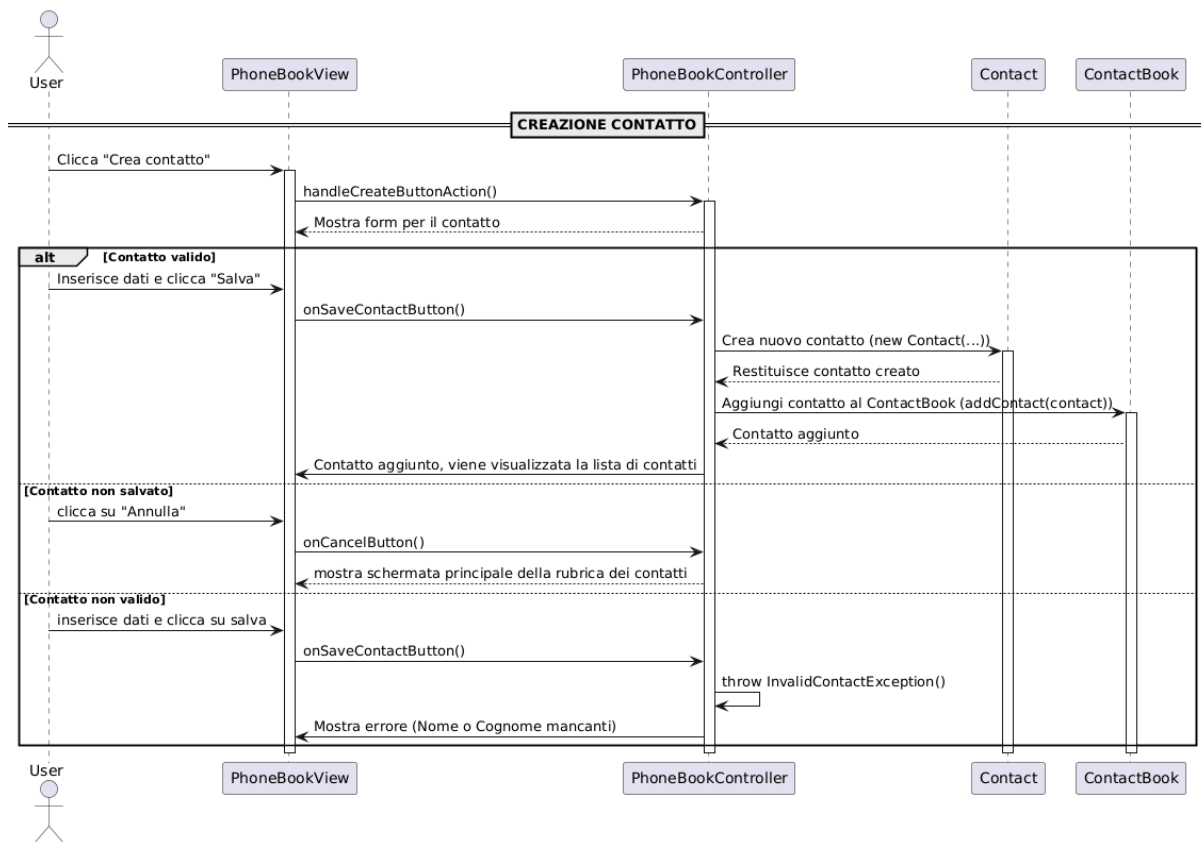 User
PhoneBookView
PhoneBookController
Contact
ContactBook
CREAZIONE CONTATTO
Clicca "Crea contatto"
handleCreateButtonAction()
Mostra form per il contatto
alt [Contatto valido]
Inserisce dati e clicca "Salva"
onSaveContactButton()
Crea nuovo contatto (new Contact(...))
Restituisce contatto creato
Aggiungi contatto al ContactBook (addContact(contact))
Contatto aggiunto
Contatto aggiunto, viene visualizzata la lista di contatti
[Contatto non salvato]
clicca su "Annulla"
onCancelButton()
mostra schermata principale della rubrica dei contatti
[Contatto non valido]
inserisce dati e clicca su salva
onSaveContactButton()
throw InvalidContactException()
Mostra errore (Nome o Cognome mancanti)
User
PhoneBookView
PhoneBookController
Contact
ContactBook